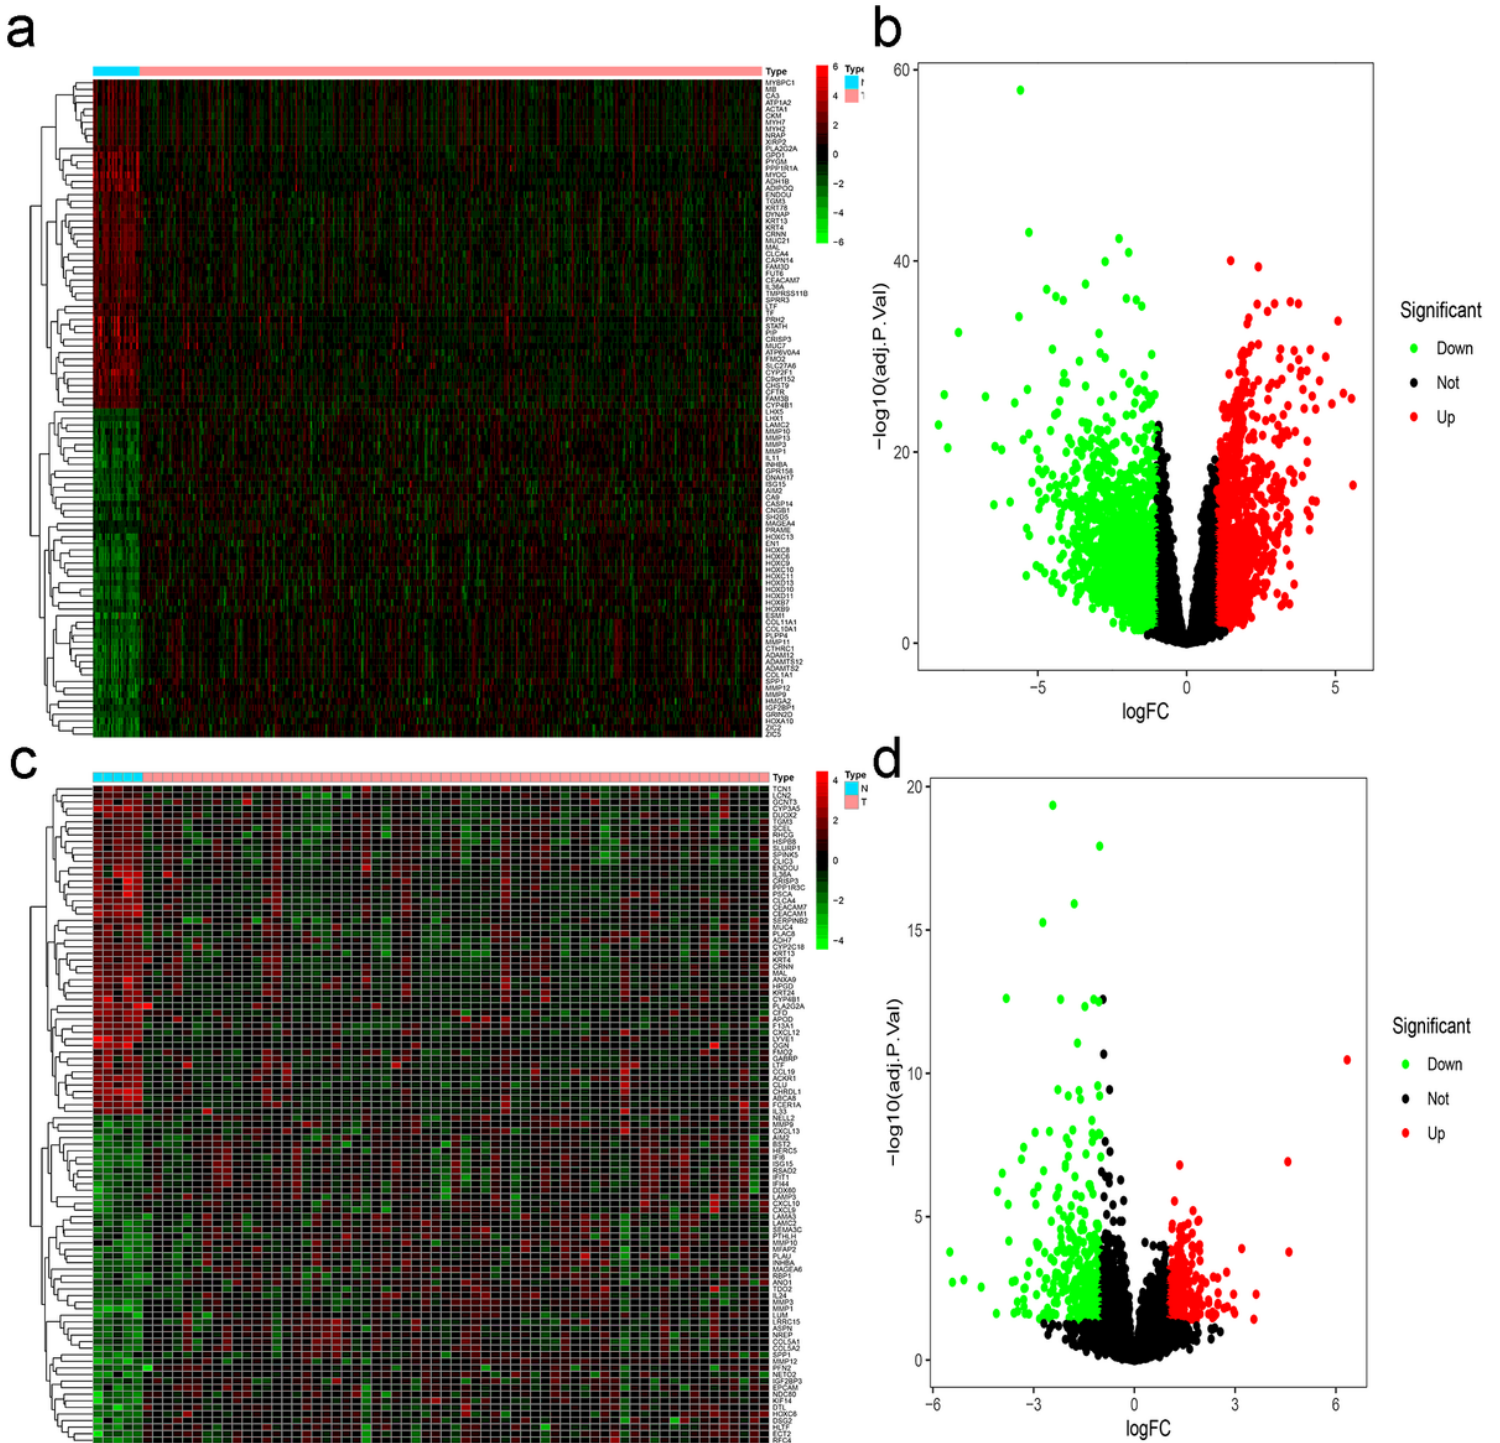 a
Type
MYBPC1
MB
CA3
ATP1A2
ACTA1
CKM
MYH7
MYH2
NRAP
XIRP2
PLA2G2A
GPD1
PYGM
PPP1R1A
MYOC
ADH1B
ADIPOQ
ENDOU
TGM3
KRT78
DYNAP
KRT13
KRT4
CRNN
MUC21
MAL
CLCA4
CAPN14
FAM3D
FUT6
CEACAM7
IL36A
TMPRSS11B
SPRR3
LTF
TF
PRH2
STATH
PIP
CRISP3
MUC7
ATP6V0A4
FMO2
SLC27A6
CYP2F1
C9orf152
CHST9
CFTR
FAM3B
CYP4B1
LHX5
LHX1
LAMC2
MMP10
MMP13
MMP3
MMP1
IL11
INHBA
GPR158
DNAH17
ISG15
AIM2
CA9
CASP14
CNGB1
SH2D5
MAGEA4
PRAME
HOXC13
EN1
HOXC8
HOXC6
HOXC9
HOXC10
HOXC11
HOXD13
HOXD10
HOXD11
HOXB7
HOXB9
ESM1
COL11A1
COL10A1
PLPP4
MMP11
CTHRC1
ADAM12
ADAMTS12
ADAMTS2
COL1A1
SPP1
MMP12
MMP9
HMGA2
IGF2BP1
GRIN2D
HOXA10
ZIC2
ZIC5
6
4
2
0
−2
−4
−6
Type
b
60
40
20
0
−log10(adj.P.Val)
−5
0
5
logFC
Significant
Down
Not
Up
c
Type
TCN1
LCN2
GCNT3
CYP3A5
DUOX2
TGM3
SCEL
RHCG
HSPB8
SLURP1
SPINK5
CLIC3
ENDOU
IL36A
CRISP3
PPP1R3C
PSCA
CLCA4
CEACAM7
CEACAM1
SERPINB2
MUC4
PLAC8
ADH7
CYP2C18
KRT13
KRT4
CRNN
MAL
ANXA9
HPGD
KRT24
CYP4B1
PLA2G2A
CFD
APOD
F13A1
CXCL12
LYVE1
OGN
FMO2
GABRP
LTF
CCL19
ACKR1
CLU
CHRDL1
ABCA8
FCER1A
IL33
NELL2
MMP9
CXCL13
AIM2
BST2
HERC5
IFI6
ISG15
RSAD2
IFIT1
IFI44
DDX60
LAMP3
CXCL10
CXCL9
LAMA3
LAMC2
SEMA3C
PTHLH
MMP10
MFAP2
PLAU
INHBA
MAGEA6
RBP1
ANO1
TDO2
IL24
MMP3
MMP1
LUM
LRRC15
ASPN
NREP
COL5A1
COL5A2
SPP1
MMP12
PFN2
NETO2
IGF2BP3
EPCAM
NDC80
KIF14
DTL
HOXC6
DSG2
HLTF
ECT2
RFC4
4
2
0
−2
−4
Type
N
T
d
20
15
10
5
0
−log10(adj.P.Val)
−6
−3
0
3
6
logFC
Significant
Down
Not
Up